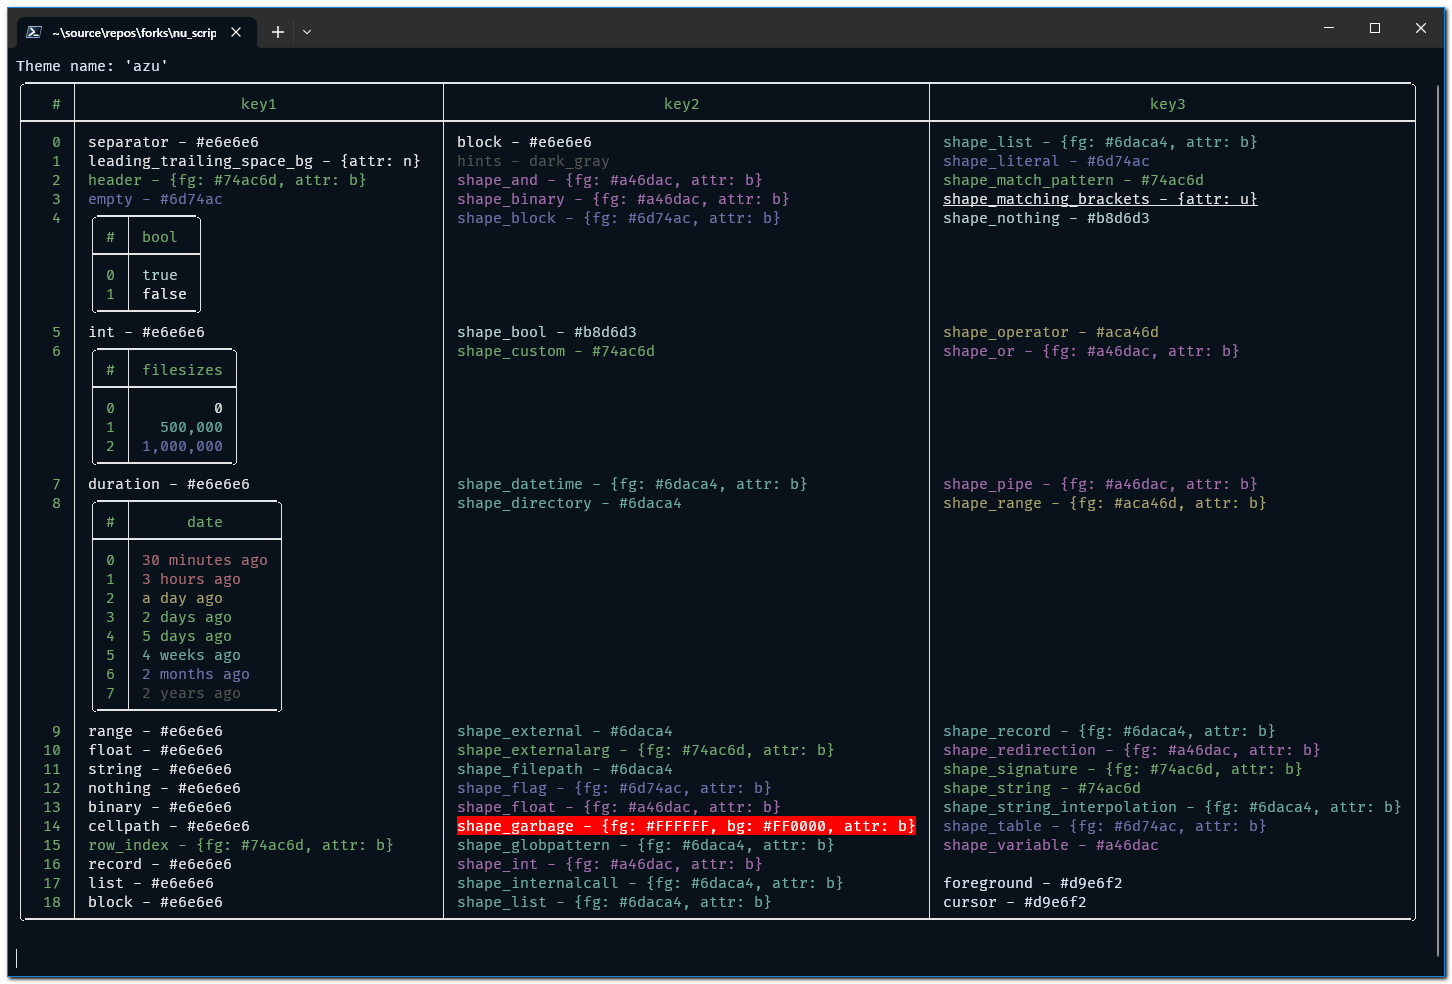 ~\source\repos\forks\nu_scrip
Theme name: 'azu'
# key1 key2 key3
0 separator - #e6e6e6 block - #e6e6e6 shape_list - {fg: #6daca4, attr: b}
1 leading_trailing_space_bg - {attr: n} hints - dark_gray shape_literal - #6d74ac
2 header - {fg: #74ac6d, attr: b} shape_and - {fg: #a46dac, attr: b} shape_match_pattern - #74ac6d
3 empty - #6d74ac shape_binary - {fg: #a46dac, attr: b} shape_matching_brackets - {attr: u}
4 shape_block - {fg: #6d74ac, attr: b} shape_nothing - #b8d6d3
# bool
0 true
1 false
5 int - #e6e6e6 shape_bool - #b8d6d3 shape_operator - #aca46d
6 shape_custom - #74ac6d shape_or - {fg: #a46dac, attr: b}
# filesizes
0 0
1 500,000
2 1,000,000
7 duration - #e6e6e6 shape_datetime - {fg: #6daca4, attr: b} shape_pipe - {fg: #a46dac, attr: b}
8 shape_directory - #6daca4 shape_range - {fg: #aca46d, attr: b}
# date
0 30 minutes ago
1 3 hours ago
2 a day ago
3 2 days ago
4 5 days ago
5 4 weeks ago
6 2 months ago
7 2 years ago
9 range - #e6e6e6 shape_external - #6daca4 shape_record - {fg: #6daca4, attr: b}
10 float - #e6e6e6 shape_externalarg - {fg: #74ac6d, attr: b} shape_redirection - {fg: #a46dac, attr: b}
11 string - #e6e6e6 shape_filepath - #6daca4 shape_signature - {fg: #74ac6d, attr: b}
12 nothing - #e6e6e6 shape_flag - {fg: #6d74ac, attr: b} shape_string - #74ac6d
13 binary - #e6e6e6 shape_float - {fg: #a46dac, attr: b} shape_string_interpolation - {fg: #6daca4, attr: b}
14 cellpath - #e6e6e6 shape_garbage - {fg: #FFFFFF, bg: #FF0000, attr: b} shape_table - {fg: #6d74ac, attr: b}
15 row_index - {fg: #74ac6d, attr: b} shape_globpattern - {fg: #6daca4, attr: b} shape_variable - #a46dac
16 record - #e6e6e6 shape_int - {fg: #a46dac, attr: b}
17 list - #e6e6e6 shape_internalcall - {fg: #6daca4, attr: b} foreground - #d9e6f2
18 block - #e6e6e6 shape_list - {fg: #6daca4, attr: b} cursor - #d9e6f2